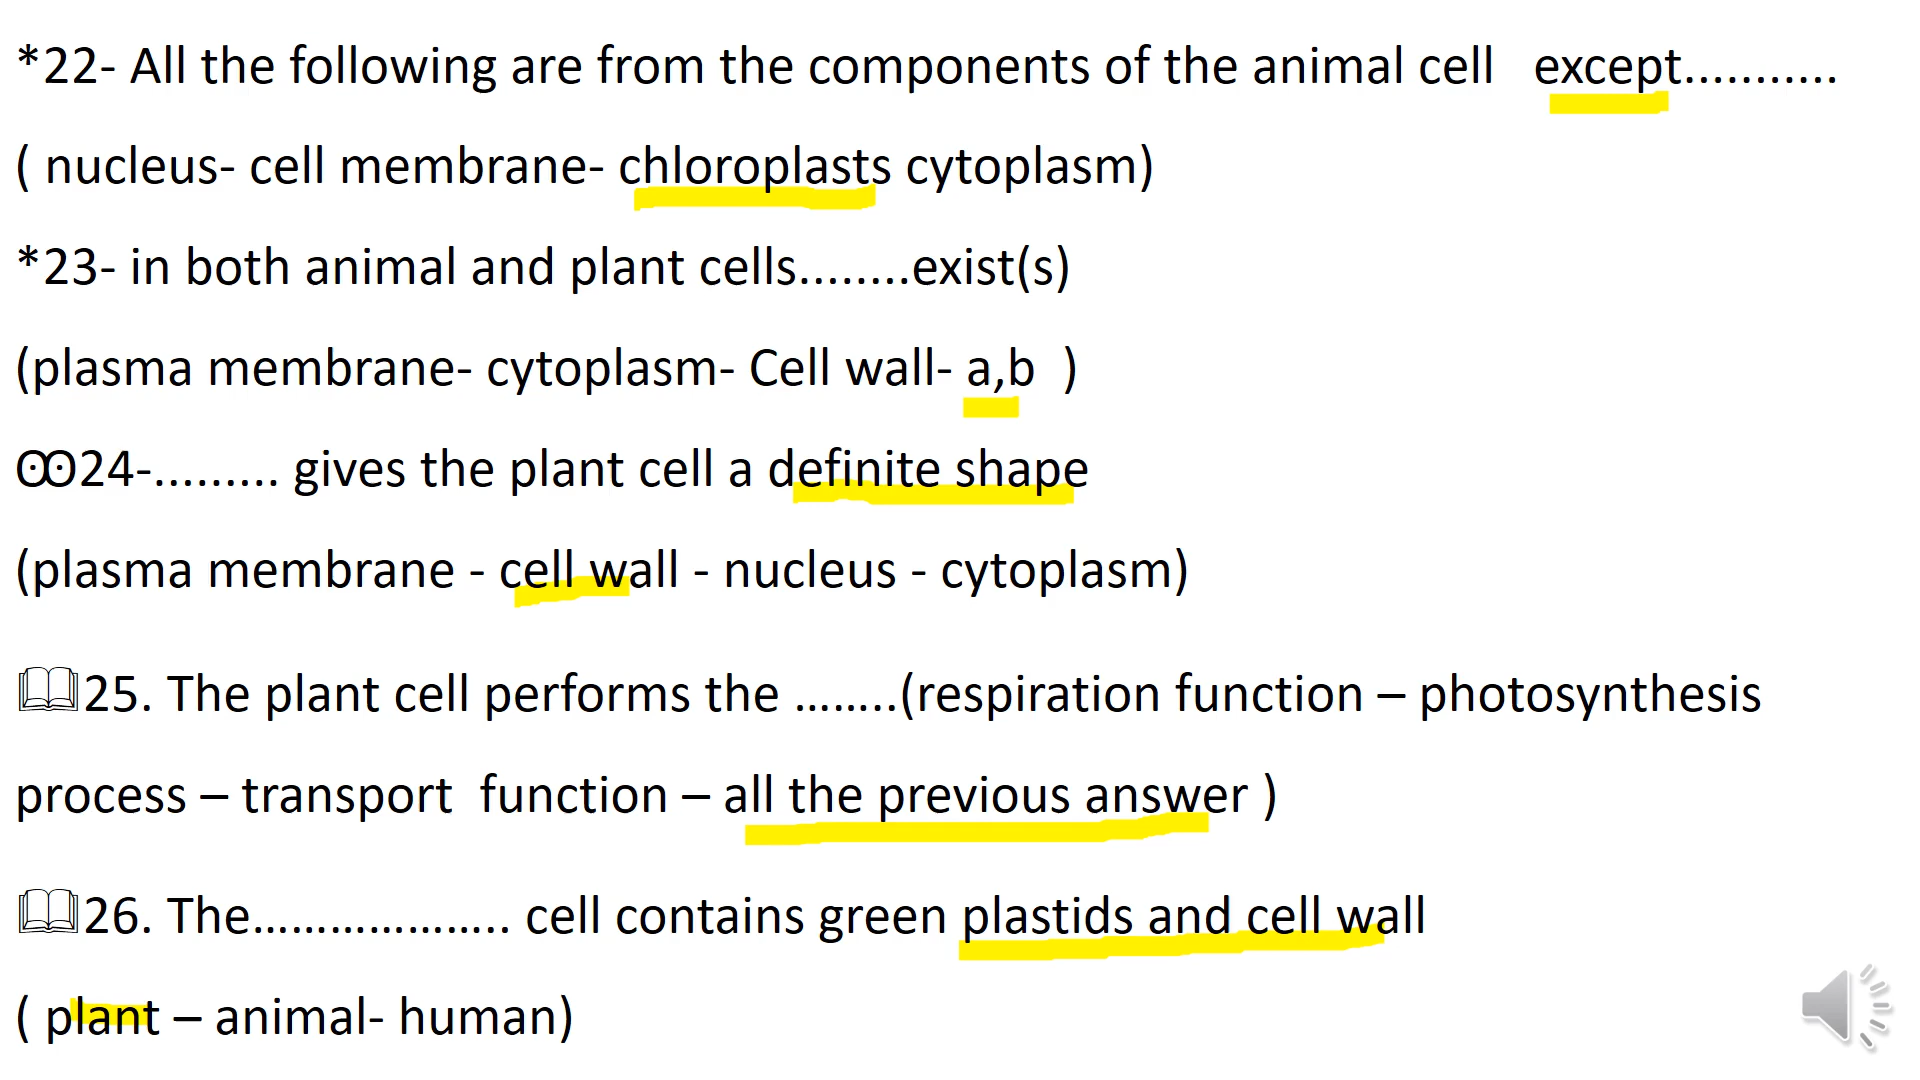 *22- All the following are from the components of the animal cell except...........
( nucleus- cell membrane- chloroplasts cytoplasm)
*23- in both animal and plant cells........exist(s)
(plasma membrane- cytoplasm- Cell wall- a,b )
ꙭ24-......... gives the plant cell a definite shape
(plasma membrane - cell wall - nucleus - cytoplasm)
🕮25. The plant cell performs the ……..(respiration function – photosynthesis
process – transport function – all the previous answer )
🕮26. The……………….. cell contains green plastids and cell wall
( plant – animal- human)